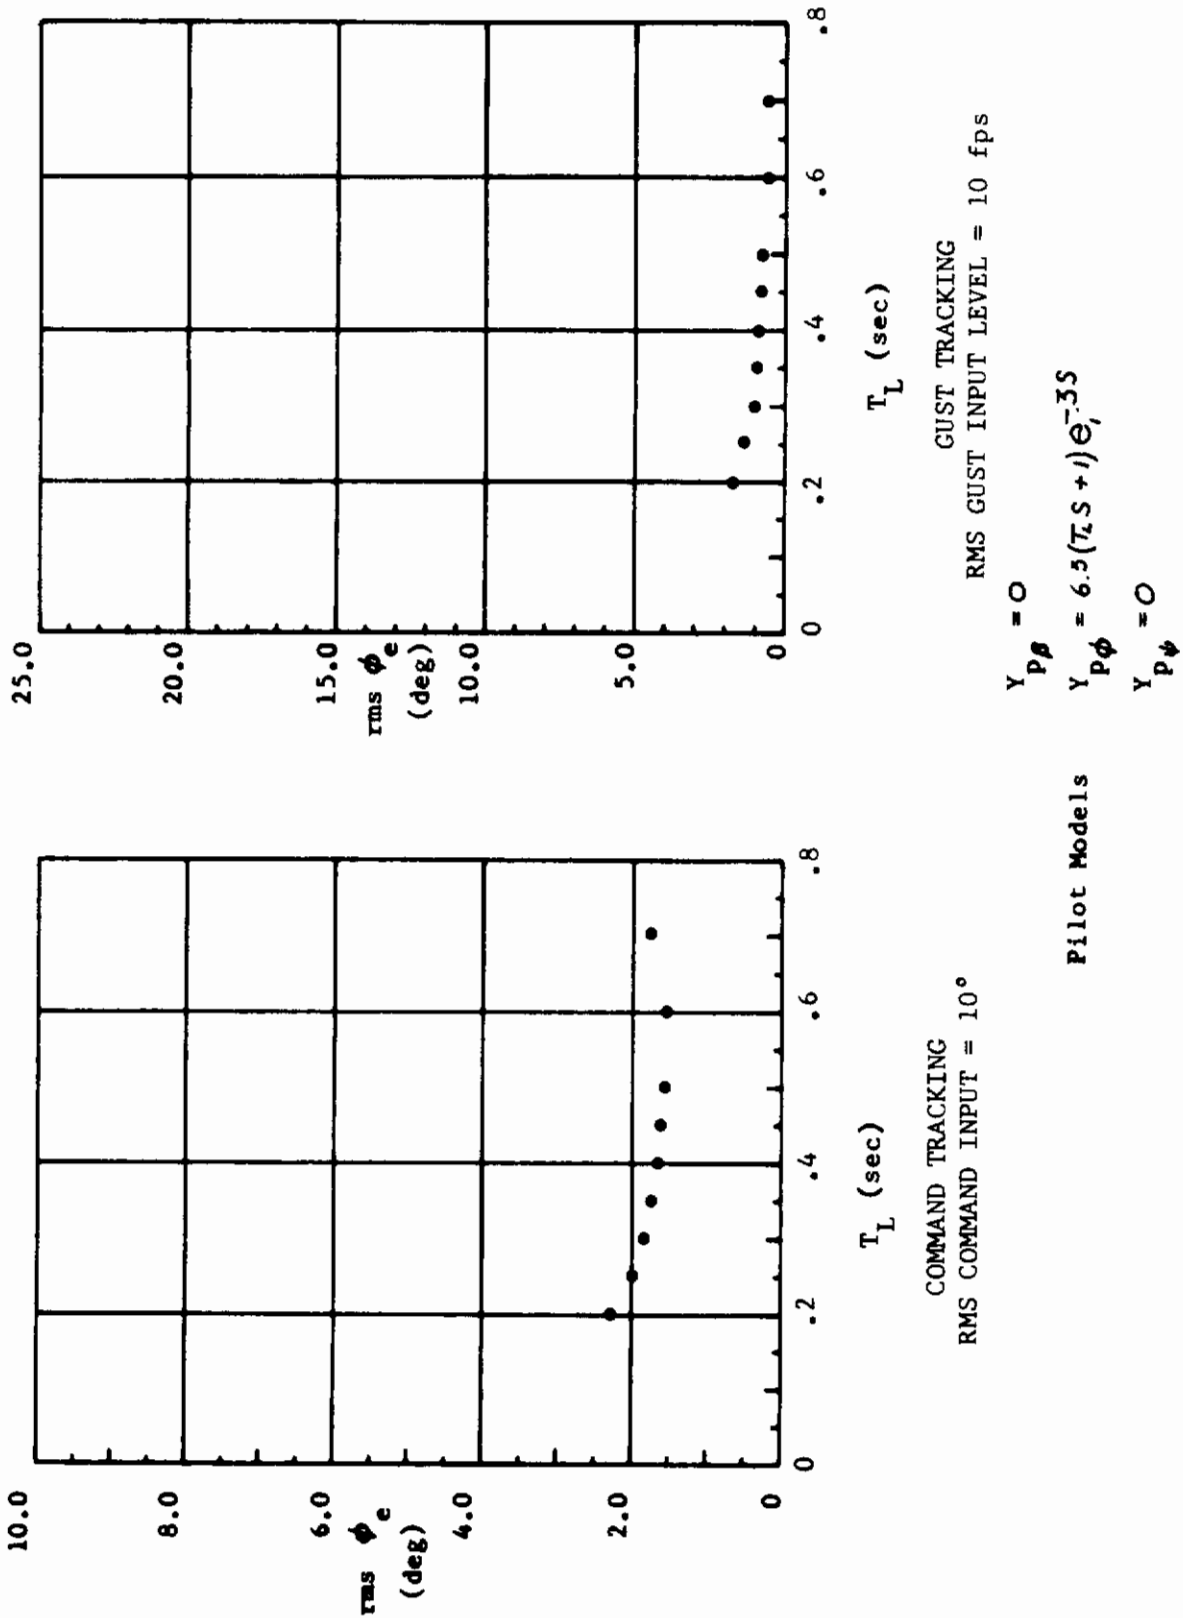 10.0
8.0
6.0
rms ϕe
(deg)
4.0
2.0
0
0 .2 .4 .6 .8
TL (sec)
COMMAND TRACKING
RMS COMMAND INPUT = 10°
25.0
20.0
15.0
rms ϕe
(deg)
10.0
5.0
0
0 .2 .4 .6 .8
TL (sec)
GUST TRACKING
RMS GUST INPUT LEVEL = 10 fps
Ypβ = 0
Pilot Models Ypϕ = 6.5(TLS + 1)e^-.3S
Ypψ = 0